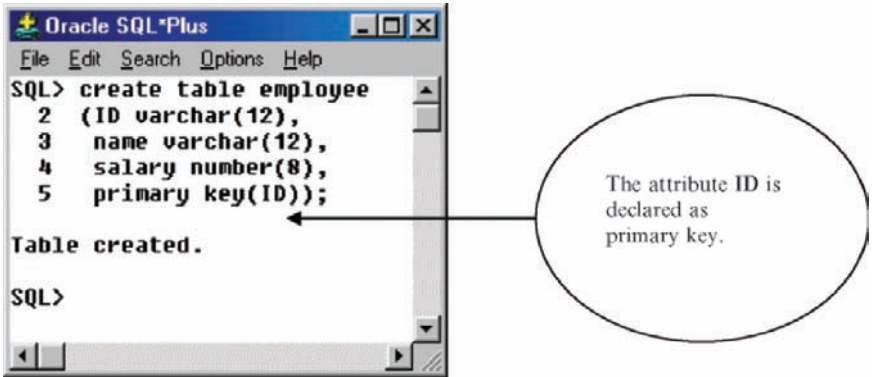 Oracle SQL*Plus
File Edit Search Options Help
SQL> create table employee
2 (ID varchar(12),
3 name varchar(12),
4 salary number(8),
5 primary key(ID));
Table created.
SQL>
The attribute ID is
declared as
primary key.